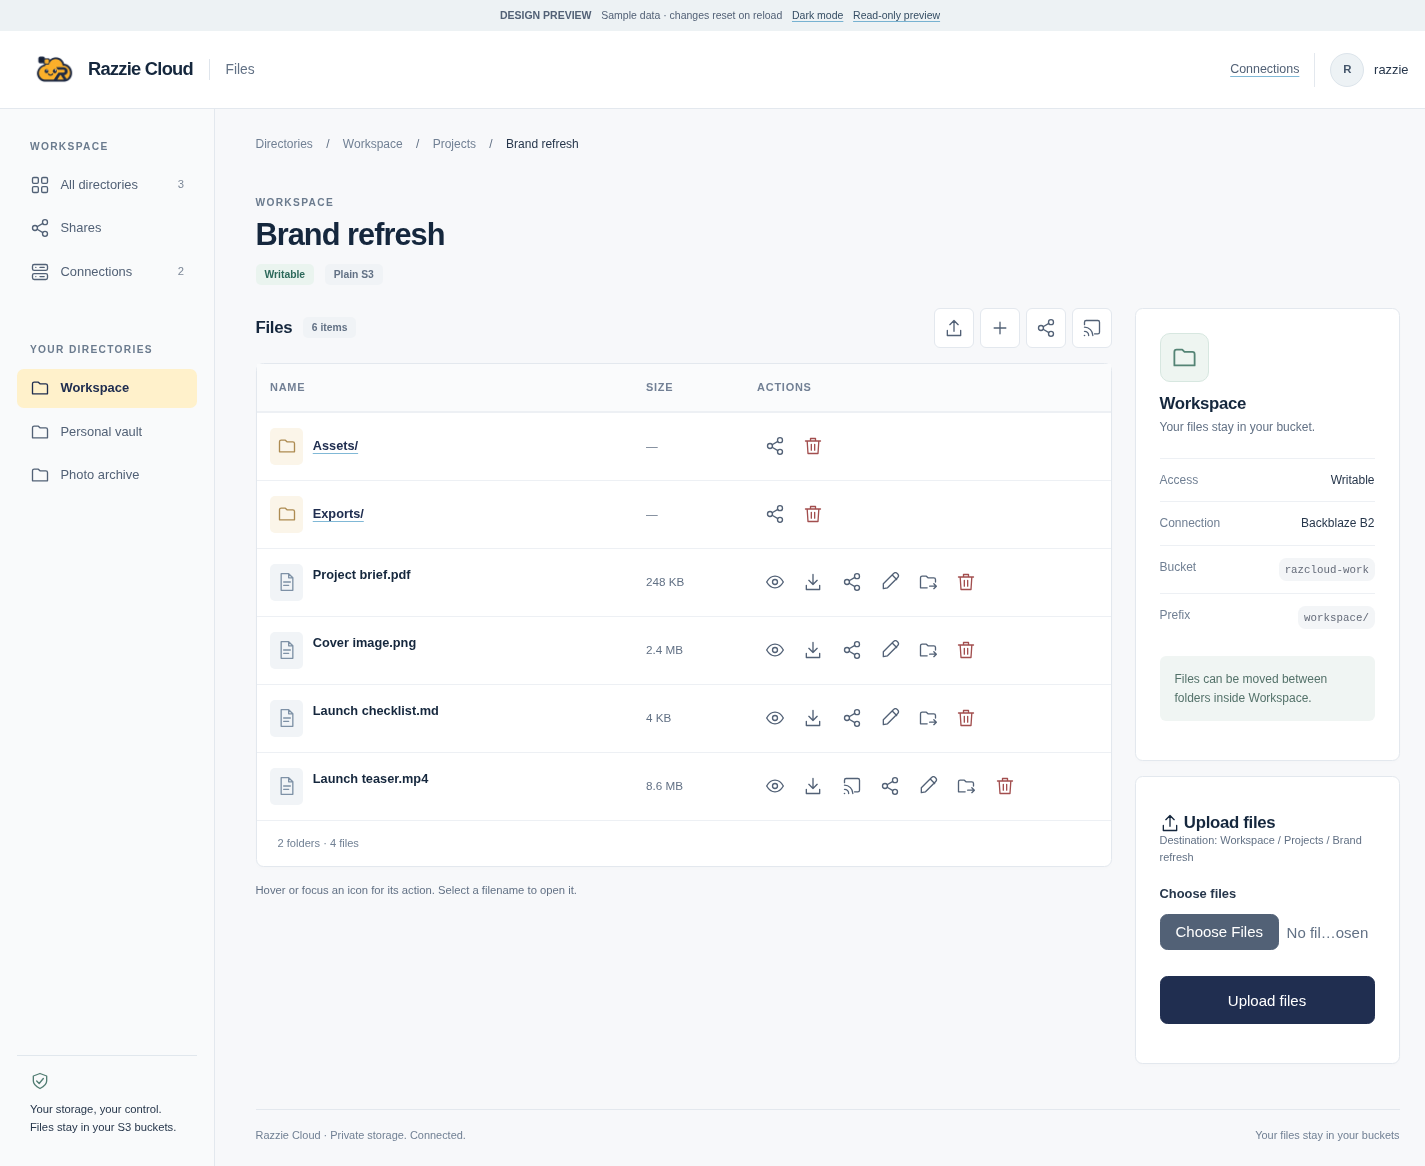 DESIGN PREVIEW Sample data · changes reset on reload Dark mode Read-only preview
Razzie Cloud Files
Connections R razzie
WORKSPACE
All directories 3
Shares
Connections 2
YOUR DIRECTORIES
Workspace
Personal vault
Photo archive
Your storage, your control.
Files stay in your S3 buckets.
Directories / Workspace / Projects / Brand refresh
WORKSPACE
Brand refresh
Writable Plain S3
Files 6 items
NAME SIZE ACTIONS
Assets/ —
Exports/ —
Project brief.pdf 248 KB
Cover image.png 2.4 MB
Launch checklist.md 4 KB
Launch teaser.mp4 8.6 MB
2 folders · 4 files
Hover or focus an icon for its action. Select a filename to open it.
Workspace
Your files stay in your bucket.
Access Writable
Connection Backblaze B2
Bucket razcloud-work
Prefix workspace/
Files can be moved between
folders inside Workspace.
Upload files
Destination: Workspace / Projects / Brand
refresh
Choose files
Choose Files No fil…osen
Upload files
Razzie Cloud · Private storage. Connected.
Your files stay in your buckets